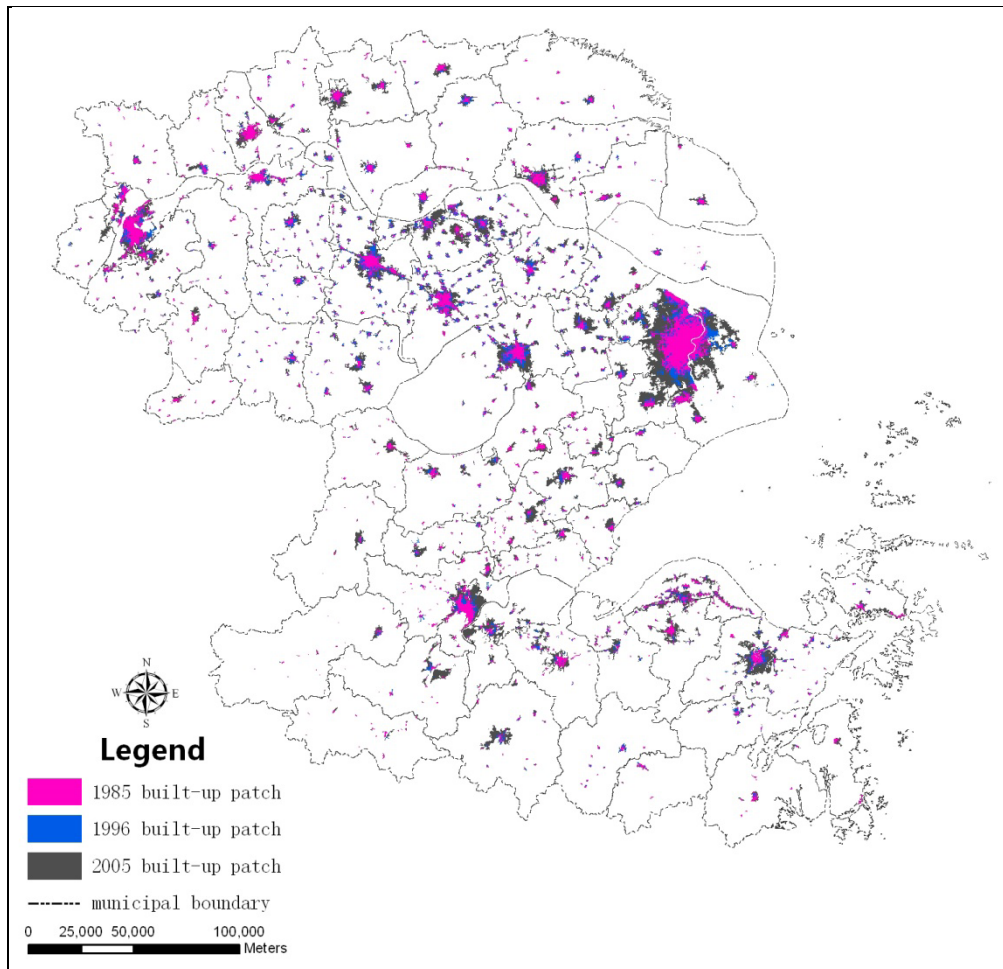 N
W E
S
Legend
1985 built-up patch
1996 built-up patch
2005 built-up patch
municipal boundary
0 25,000 50,000 100,000
Meters